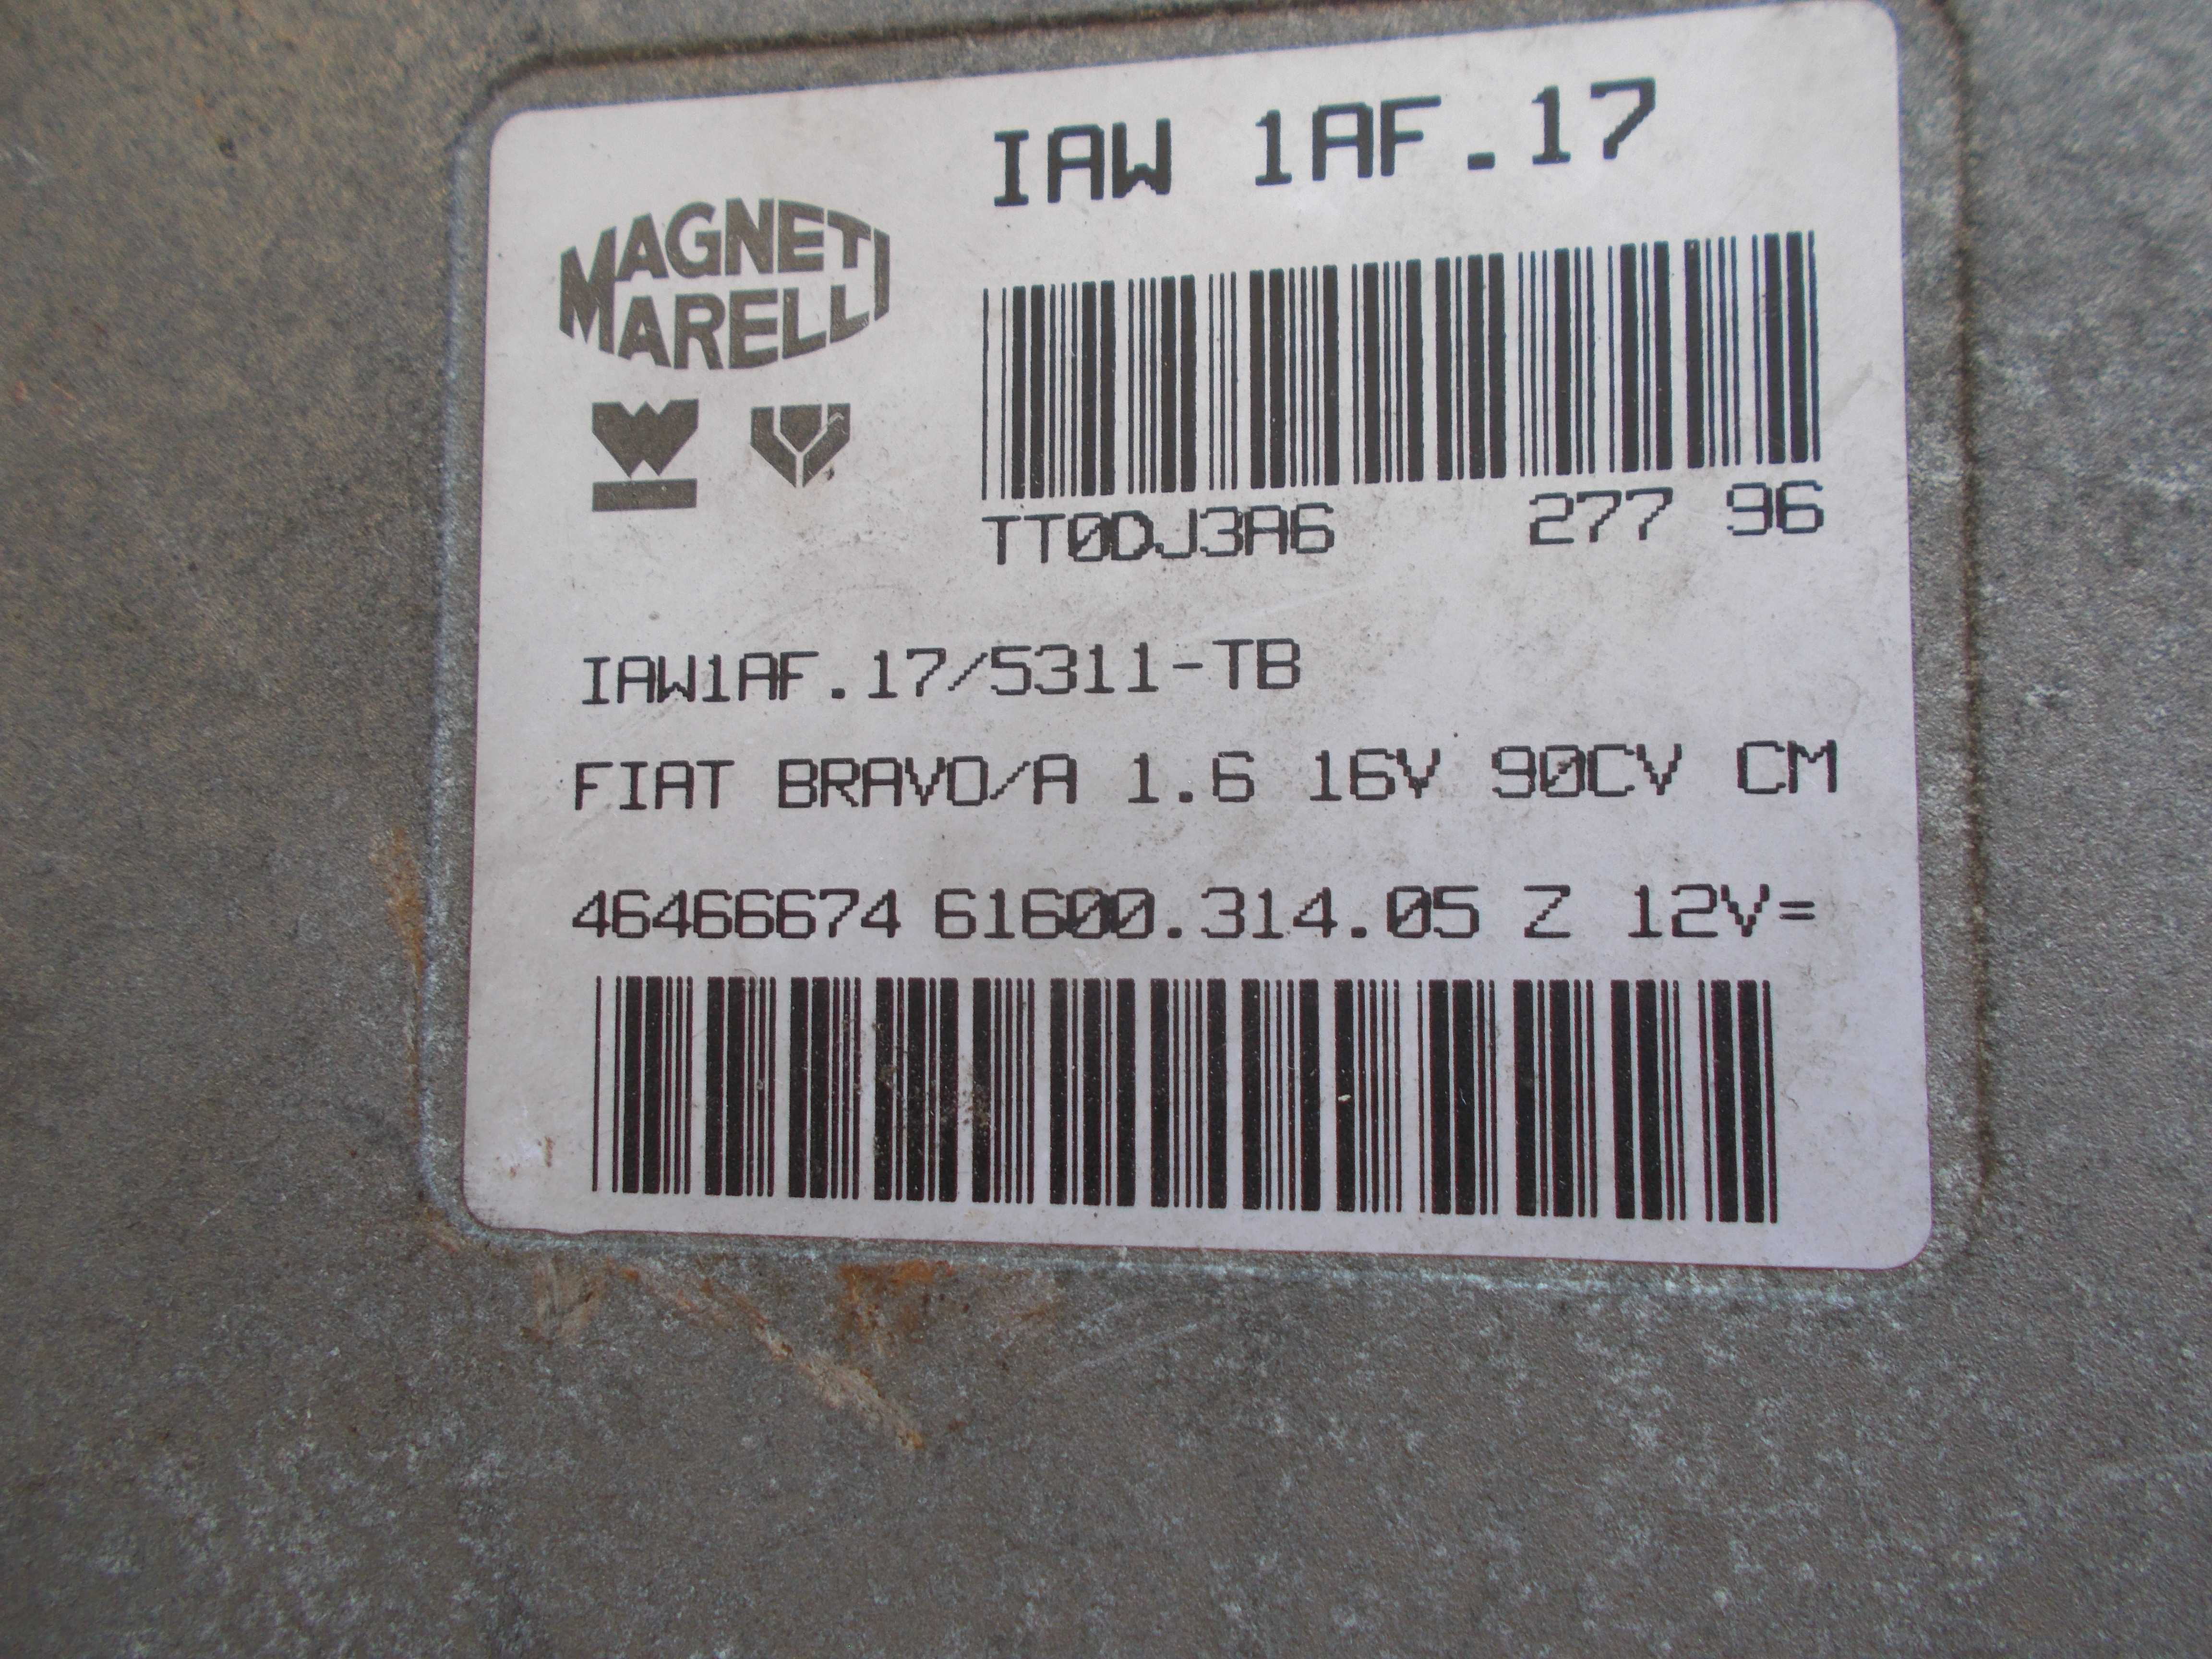 IAW 1AF.17
MAGNETI
MARELLI
TT0DJ3A6 277 96
IAW1AF.17/5311-TB
FIAT BRAVO/A 1.6 16V 90CV CM
46466674 61600.314.05 Z 12V=